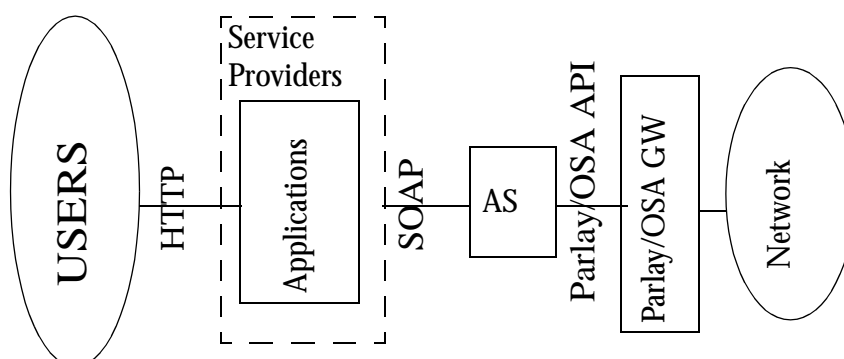 USERS
HTTP
Service
Providers
Applications
SOAP
AS
Parlay/OSA API
Parlay/OSA GW
Network